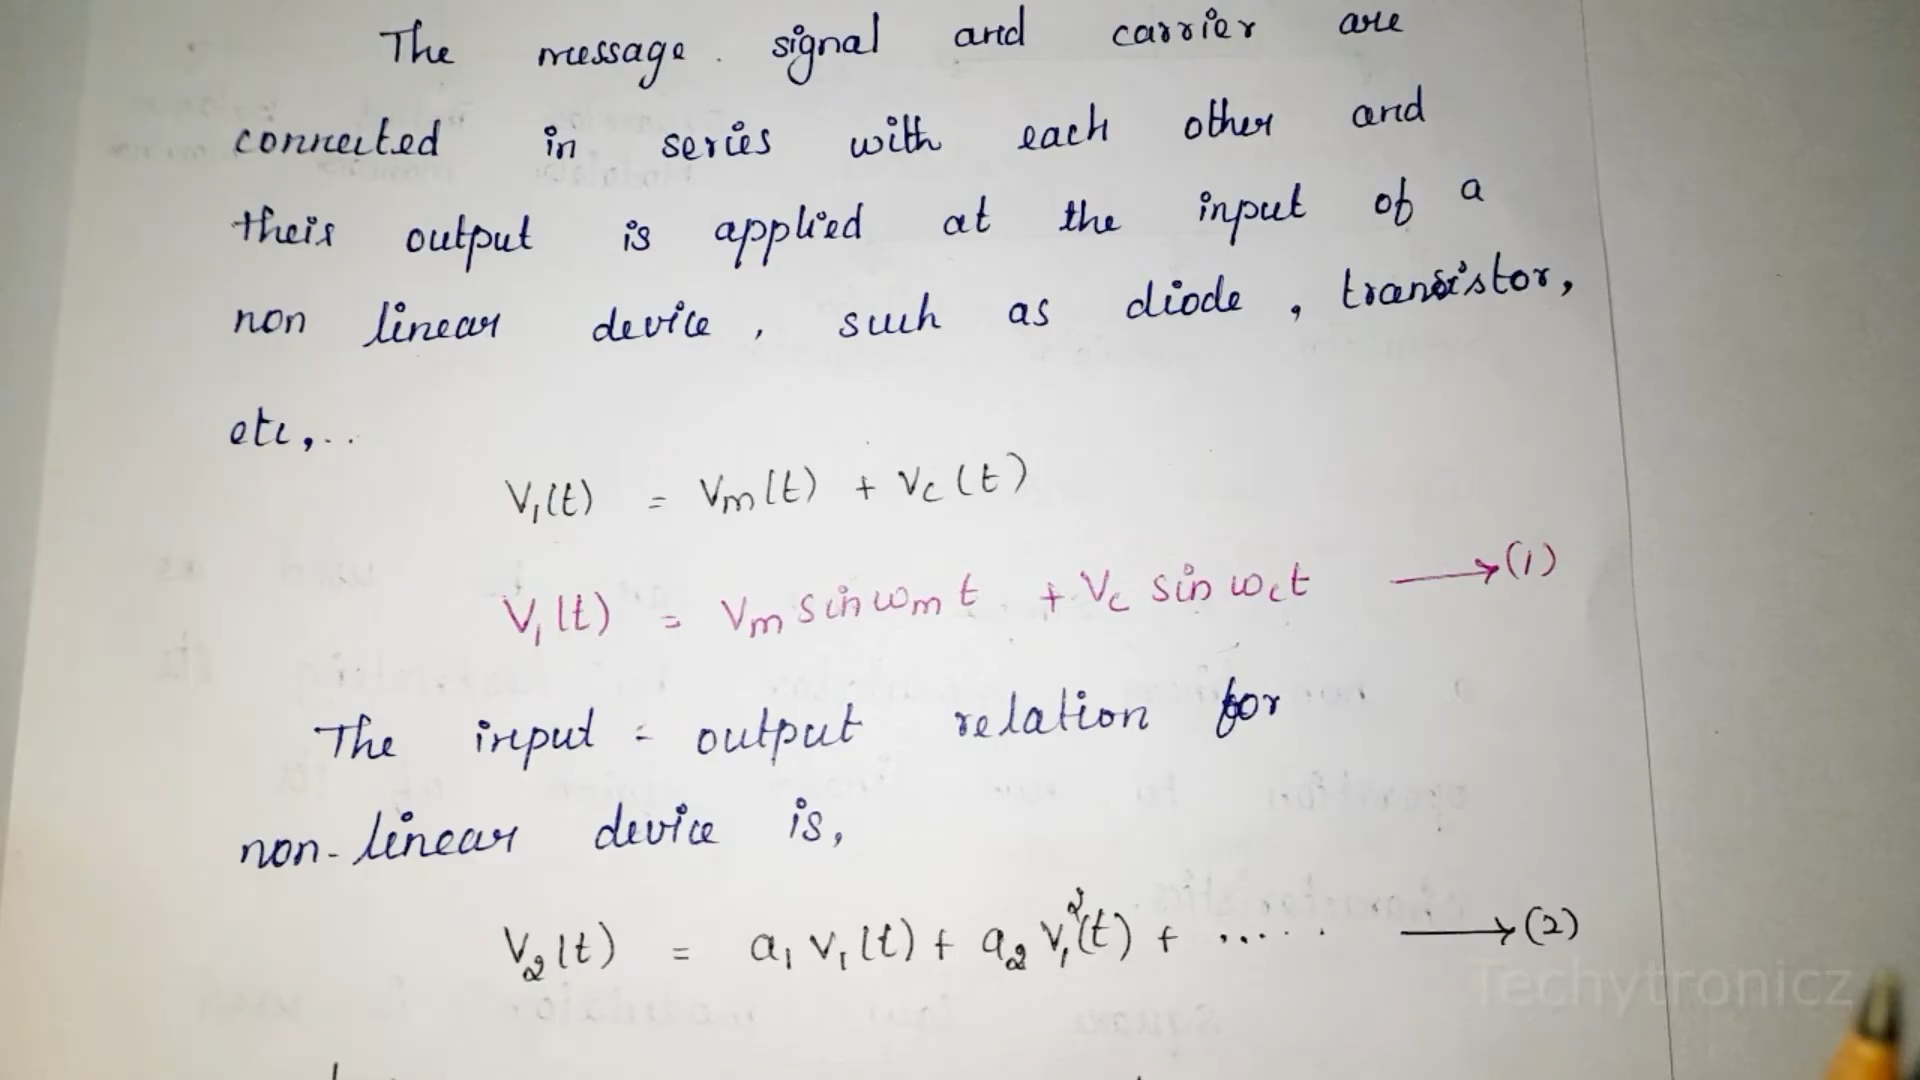 The message signal and carrier are
connected in series with each other and
their output is applied at the input of a
non linear device, such as diode, transistor,
etc,..
V₁(t) = Vm(t) + Vc(t)
V₁(t) = Vm sin ωm t + Vc sin ωc t ⟶(1)
The input - output relation for
non-linear device is,
V₂(t) = a₁ V₁(t) + a₂ V₁²(t) + ...... ⟶(2)
Techytronicz